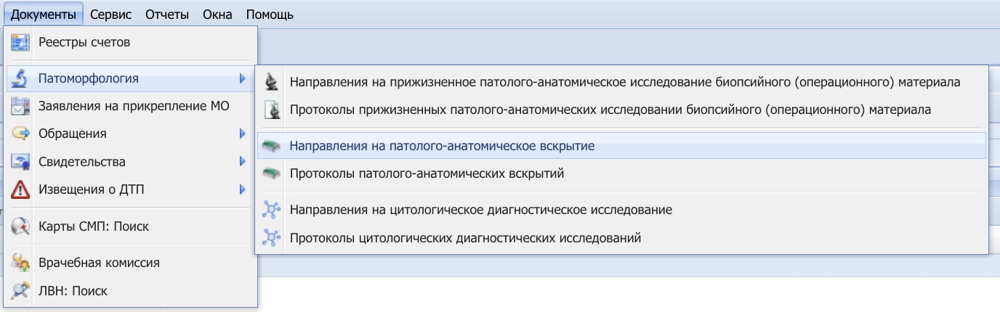 Документы Сервис Отчеты Окна Помощь
Реестры счетов
Патоморфология
Заявления на прикрепление МО
Обращения
Свидетельства
Извещения о ДТП
Карты СМП: Поиск
Врачебная комиссия
ЛВН: Поиск
Направления на прижизненное патолого-анатомическое исследование биопсийного (операционного) материала
Протоколы прижизненных патолого-анатомических исследовании биопсийного (операционного) материала
Направления на патолого-анатомическое вскрытие
Протоколы патолого-анатомических вскрытий
Направления на цитологическое диагностическое исследование
Протоколы цитологических диагностических исследований